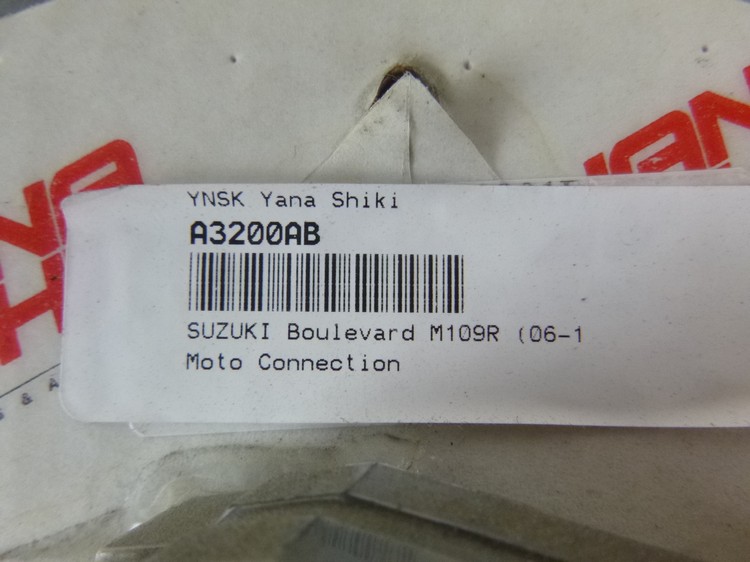 YNSK Yana Shiki
A3200AB
SUZUKI Boulevard M109R (06-1
Moto Connection